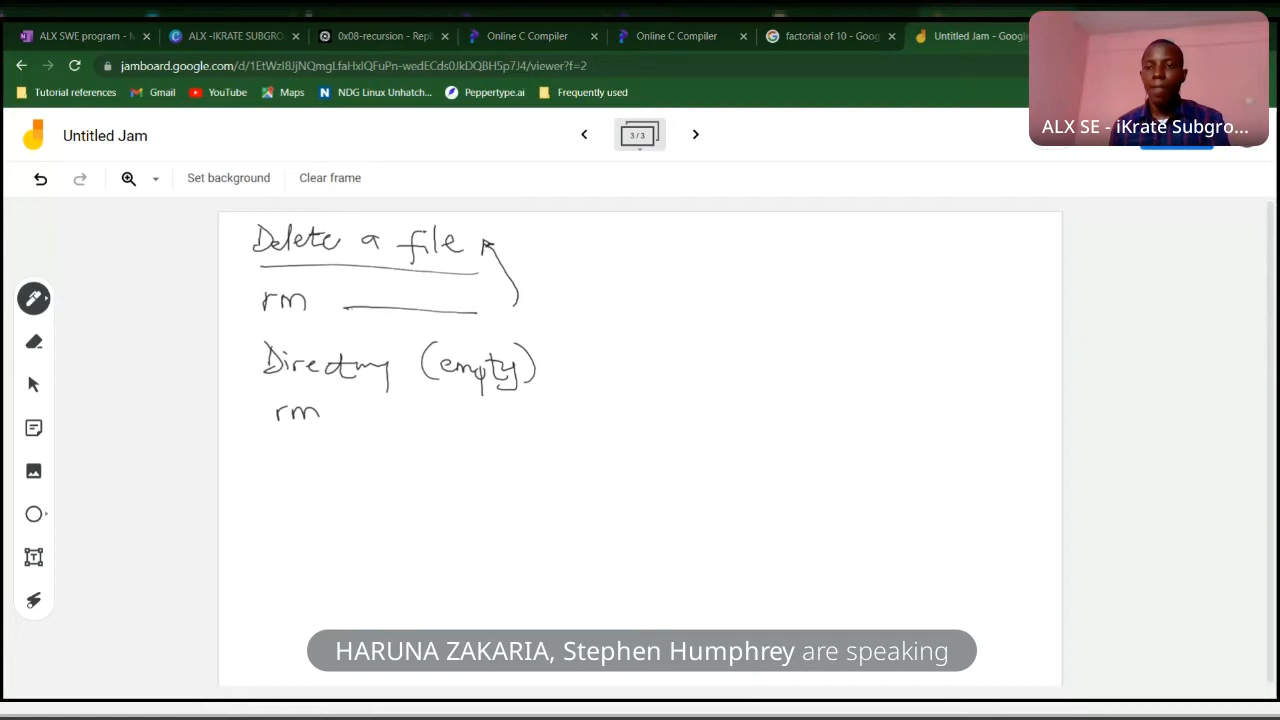 ALX SWE program - M
ALX -IKRATE SUBGRO
0x08-recursion - Repli
Online C Compiler
Online C Compiler
factorial of 10 - Goog
Untitled Jam - Google
jamboard.google.com/d/1EtWzI8JjNQmgLfaHxlQFuPn-wedECds0JkDQBH5p7J4/viewer?f=2
Tutorial references
Gmail
YouTube
Maps
NDG Linux Unhatch...
Peppertype.ai
Frequently used
ALX SE - iKrate Subgro...
Untitled Jam
3 / 3
Set background
Clear frame
Delete a file
rm
Directory (empty)
rm
HARUNA ZAKARIA, Stephen Humphrey are speaking